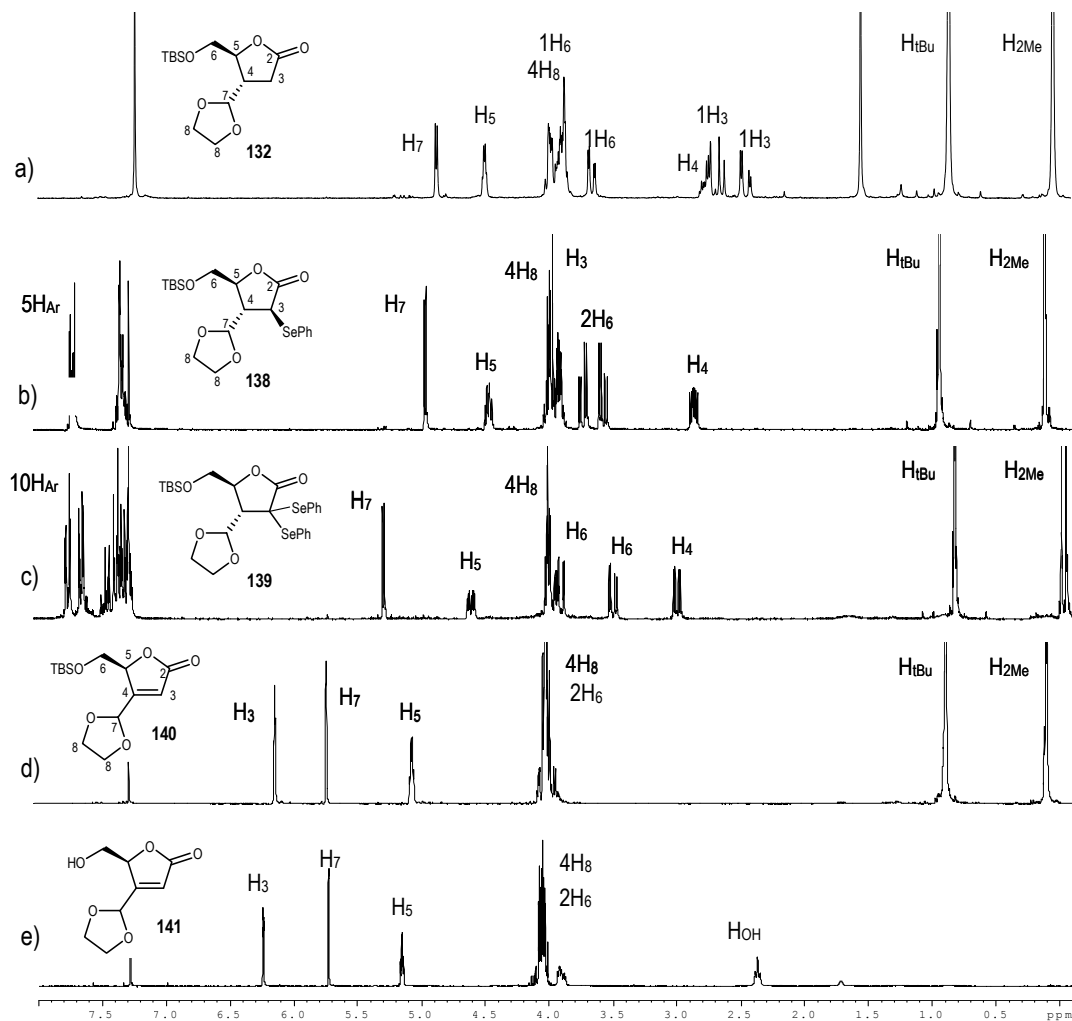 1H6
4H8
HtBu
H2Me
H7
H5
1H6
H4
1H3
1H3
TBSO
6
5
O
2
O
4
3
7
O
O
8
8
132
a)
5HAr
H7
H5
4H8
H3
2H6
H4
HtBu
H2Me
TBSO
6
5
O
2
O
4
3
SePh
7
O
O
8
8
138
b)
10HAr
H7
H5
4H8
H6
H6
H4
HtBu
H2Me
TBSO
O
O
SePh
SePh
O
O
139
c)
H3
H7
H5
4H8
2H6
HtBu
H2Me
TBSO
6
5
O
2
O
4
3
7
O
O
8
8
140
d)
H3
H7
H5
4H8
2H6
HOH
HO
O
O
O
O
141
e)
7.5 7.0 6.5 6.0 5.5 5.0 4.5 4.0 3.5 3.0 2.5 2.0 1.5 1.0 0.5 ppm